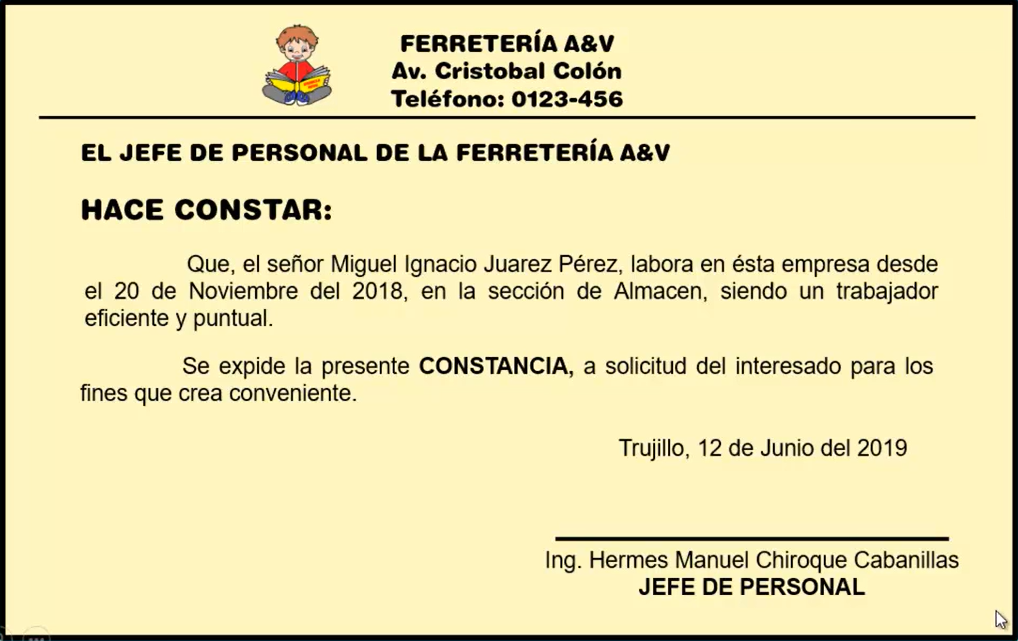 FERRETERÍA A&V
Av. Cristobal Colón
Teléfono: 0123-456
EL JEFE DE PERSONAL DE LA FERRETERÍA A&V
HACE CONSTAR:
Que, el señor Miguel Ignacio Juarez Pérez, labora en ésta empresa desde
el 20 de Noviembre del 2018, en la sección de Almacen, siendo un trabajador
eficiente y puntual.
Se expide la presente CONSTANCIA, a solicitud del interesado para los
fines que crea conveniente.
Trujillo, 12 de Junio del 2019
Ing. Hermes Manuel Chiroque Cabanillas
JEFE DE PERSONAL